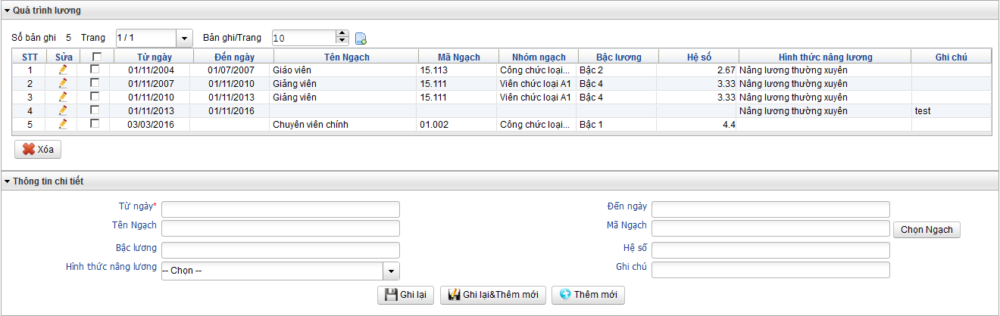 Quá trình lương
Số bản ghi 5 Trang 1 / 1 Bản ghi/Trang 10
STT Sửa Từ ngày Đến ngày Tên Ngạch Mã Ngạch Nhóm ngạch Bậc lương Hệ số Hình thức nâng lương Ghi chú
1 01/11/2004 01/07/2007 Giáo viên 15.113 Công chức loại... Bậc 2 2.67 Nâng lương thường xuyên
2 01/11/2007 01/11/2010 Giảng viên 15.111 Viên chức loại A1 Bậc 4 3.33 Nâng lương thường xuyên
3 01/11/2010 01/11/2013 Giảng viên 15.111 Viên chức loại A1 Bậc 4 3.33 Nâng lương thường xuyên
4 01/11/2013 01/11/2016 Nâng lương thường xuyên test
5 03/03/2016 Chuyên viên chính 01.002 Công chức loại... Bậc 1 4.4
Xóa
Thông tin chi tiết
Từ ngày* Đến ngày
Tên Ngạch Mã Ngạch Chọn Ngạch
Bậc lương Hệ số
Hình thức nâng lương -- Chọn -- Ghi chú
Ghi lại Ghi lại&Thêm mới Thêm mới